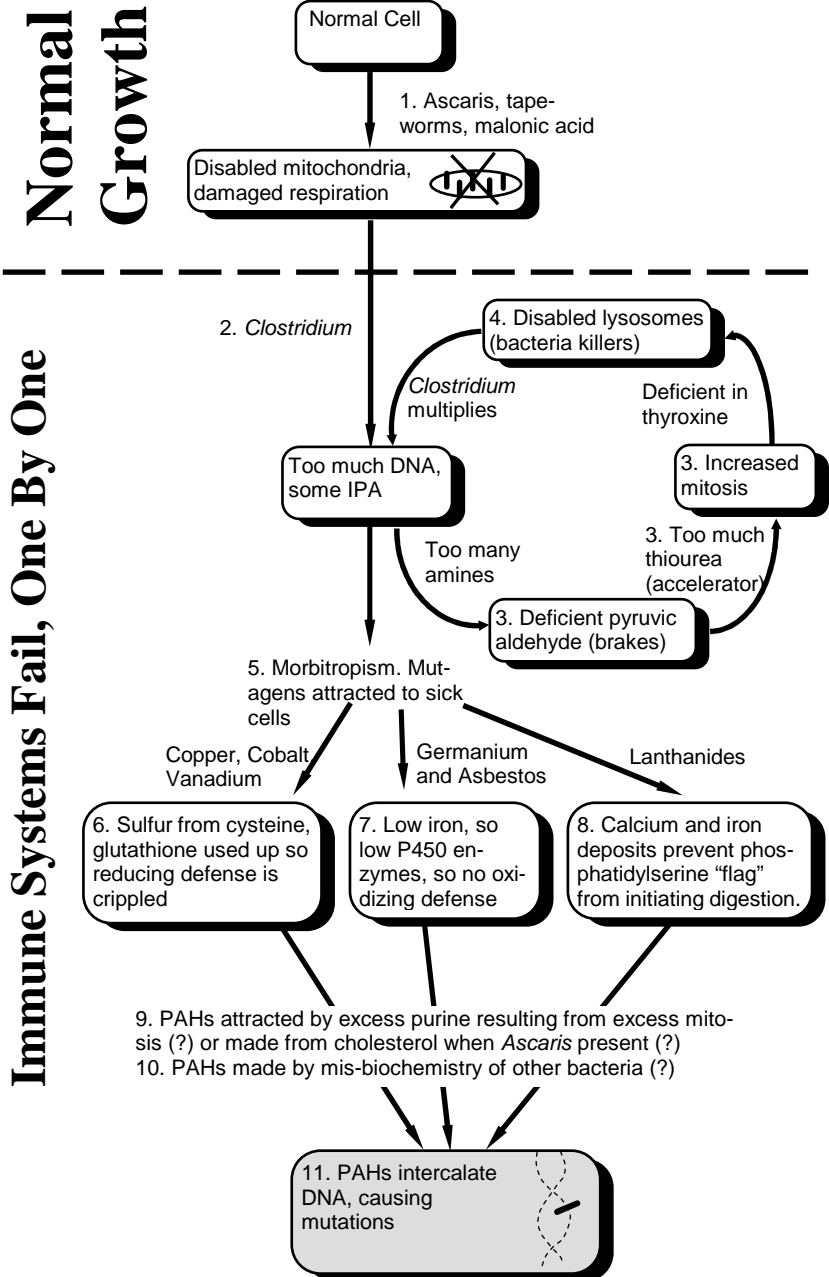 Normal
Growth
Normal Cell
1. Ascaris, tape-
worms, malonic acid
Disabled mitochondria,
damaged respiration
Immune Systems Fail, One By One
2. Clostridium
4. Disabled lysosomes
(bacteria killers)
Clostridium
multiplies
Deficient in
thyroxine
Too much DNA,
some IPA
3. Increased
mitosis
Too many
amines
3. Too much
thiourea
(accelerator)
3. Deficient pyruvic
aldehyde (brakes)
5. Morbitropism. Mut-
agens attracted to sick
cells
Copper, Cobalt
Vanadium
Germanium
and Asbestos
Lanthanides
6. Sulfur from cysteine,
glutathione used up so
reducing defense is
crippled
7. Low iron, so
low P450 en-
zymes, so no oxi-
dizing defense
8. Calcium and iron
deposits prevent phos-
phatidylserine “flag”
from initiating digestion.
9. PAHs attracted by excess purine resulting from excess mito-
sis (?) or made from cholesterol when Ascaris present (?)
10. PAHs made by mis-biochemistry of other bacteria (?)
11. PAHs intercalate
DNA, causing
mutations